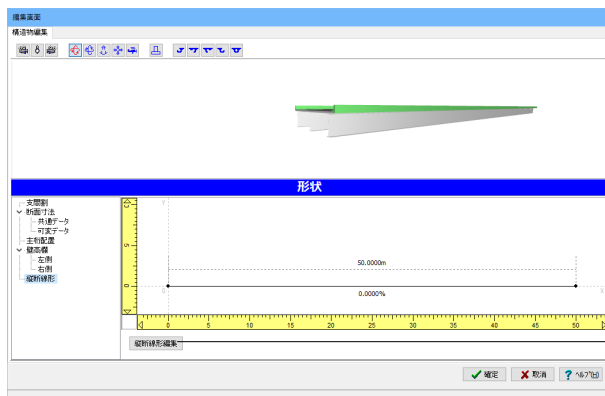 編集画面
構造物編集
形状
支間割
断面寸法
共通データ
可変データ
主桁配置
壁高欄
左側
右側
縦断線形
Y
5
0
50.0000m
0.0000%
X
0 5 10 15 20 25 30 35 40 45 50
縦断線形編集
確定 取消 ヘルプ(H)